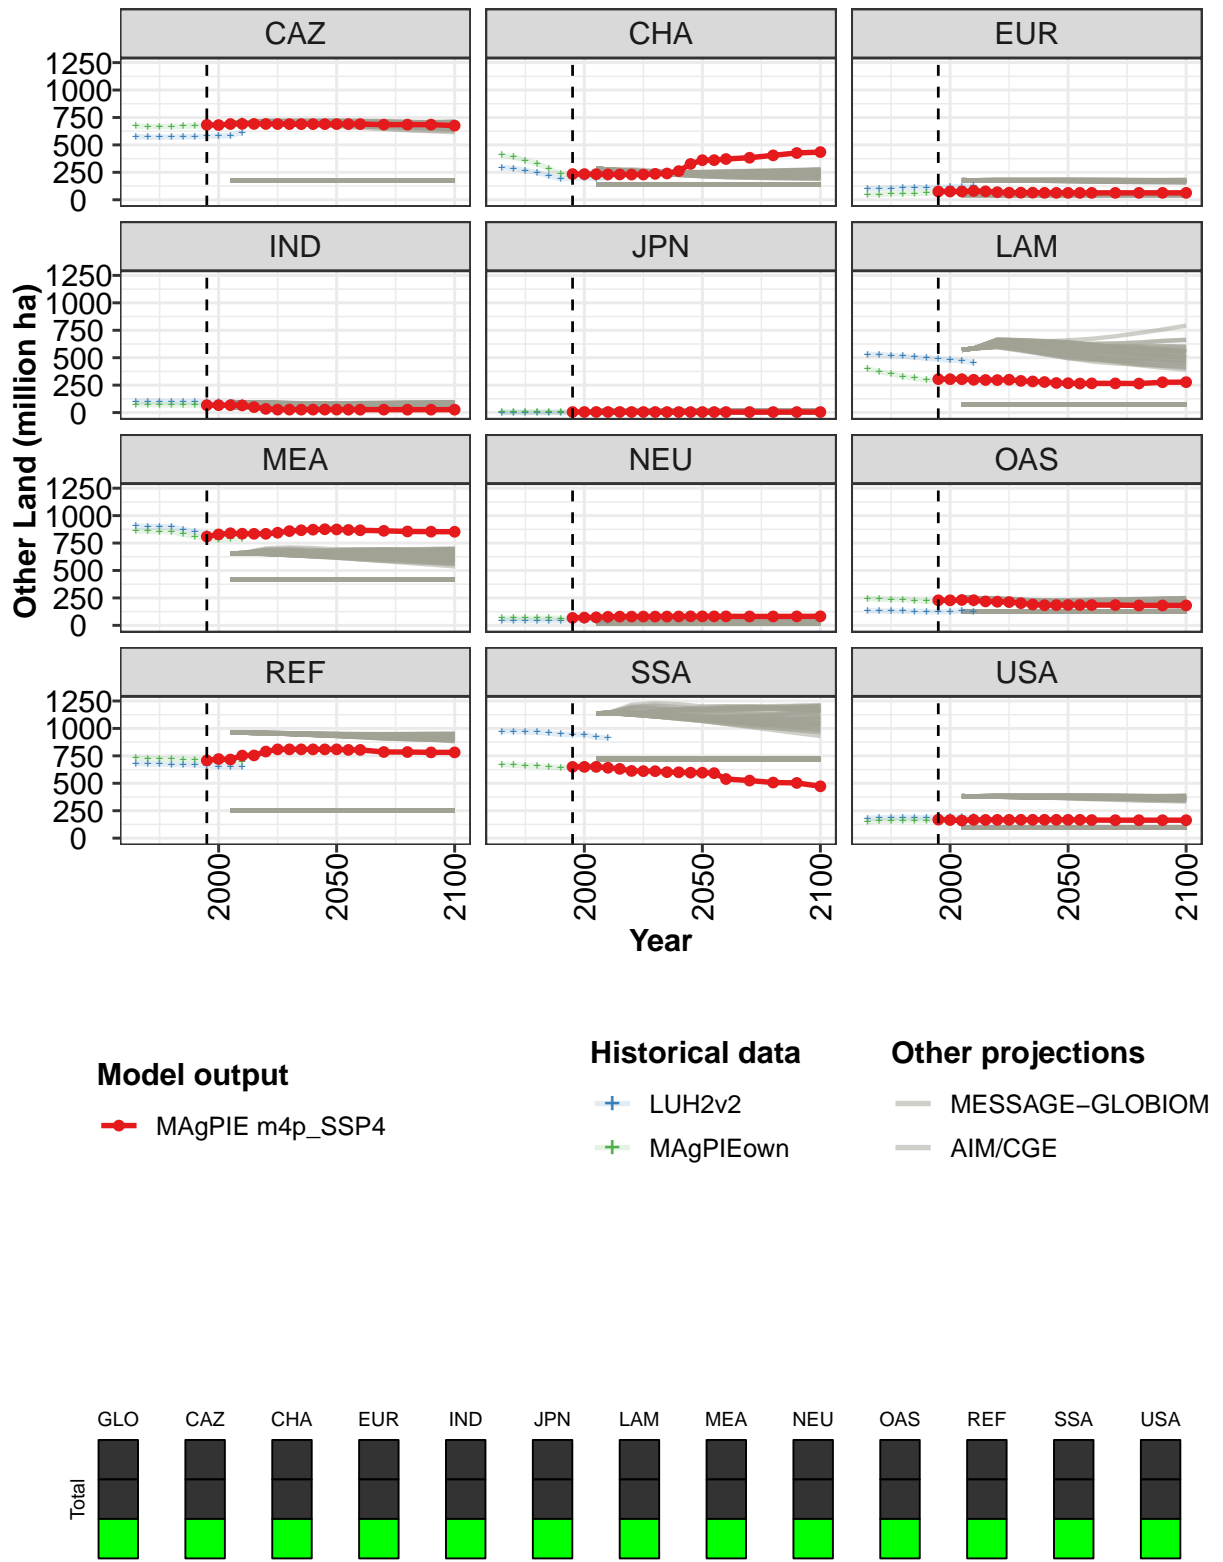 CAZ CHA EUR
1250
1000
750
500
250
0
IND JPN LAM
1250
1000
750
500
250
0
MEA NEU OAS
1250
1000
750
500
250
0
REF SSA USA
1250
1000
750
500
250
0
Other Land (million ha)
2000 2050 2100 2000 2050 2100 2000 2050 2100
Year
Model output
MAgPIE m4p_SSP4
Historical data
LUH2v2
MAgPIEown
Other projections
MESSAGE−GLOBIOM
AIM/CGE
GLO CAZ CHA EUR IND JPN LAM MEA NEU OAS REF SSA USA
Total